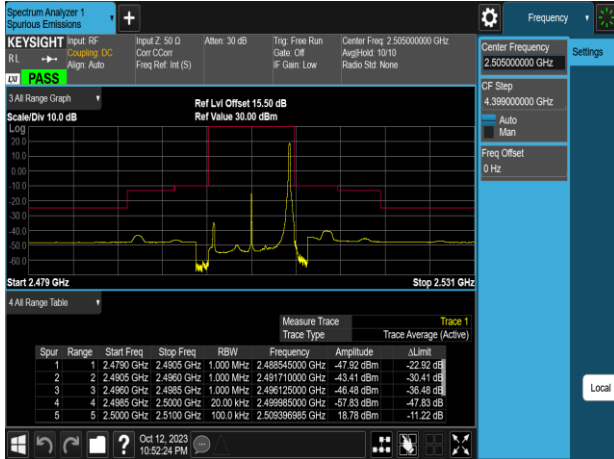 Spectrum Analyzer 1
Spurious Emissions
Frequency
KEYSIGHT
Input: RF
Coupling: DC
Align: Auto
Input Z: 50 Ω
Corr CCorr
Freq Ref: Int (S)
Atten: 30 dB
Trig: Free Run
Gate: Off
IF Gain: Low
Center Freq: 2.505000000 GHz
Avg|Hold: 10/10
Radio Std: None
R L
LXI
PASS
Center Frequency
2.505000000 GHz
Settings
CF Step
4.399000000 GHz
Auto
Man
Freq Offset
0 Hz
3 All Range Graph
Scale/Div 10.0 dB
Ref Lvl Offset 15.50 dB
Ref Value 30.00 dBm
Log
20.0
10.0
0.00
-10.0
-20.0
-30.0
-40.0
-50.0
-60.0
Start 2.479 GHz
Stop 2.531 GHz
4 All Range Table
Measure Trace Trace 1
Trace Type Trace Average (Active)
Spur Range Start Freq Stop Freq RBW Frequency Amplitude ΔLimit
1 1 2.4790 GHz 2.4905 GHz 1.000 MHz 2.488545000 GHz -47.92 dBm -22.92 dB
2 2 2.4905 GHz 2.4960 GHz 1.000 MHz 2.491710000 GHz -43.41 dBm -30.41 dB
3 3 2.4960 GHz 2.4985 GHz 1.000 MHz 2.496125000 GHz -46.48 dBm -36.48 dB
4 4 2.4985 GHz 2.5000 GHz 20.00 kHz 2.499985000 GHz -57.83 dBm -47.83 dB
5 5 2.5000 GHz 2.5100 GHz 100.0 kHz 2.509396985 GHz 18.78 dBm -11.22 dB
Local
Oct 12, 2023
10:52:24 PM